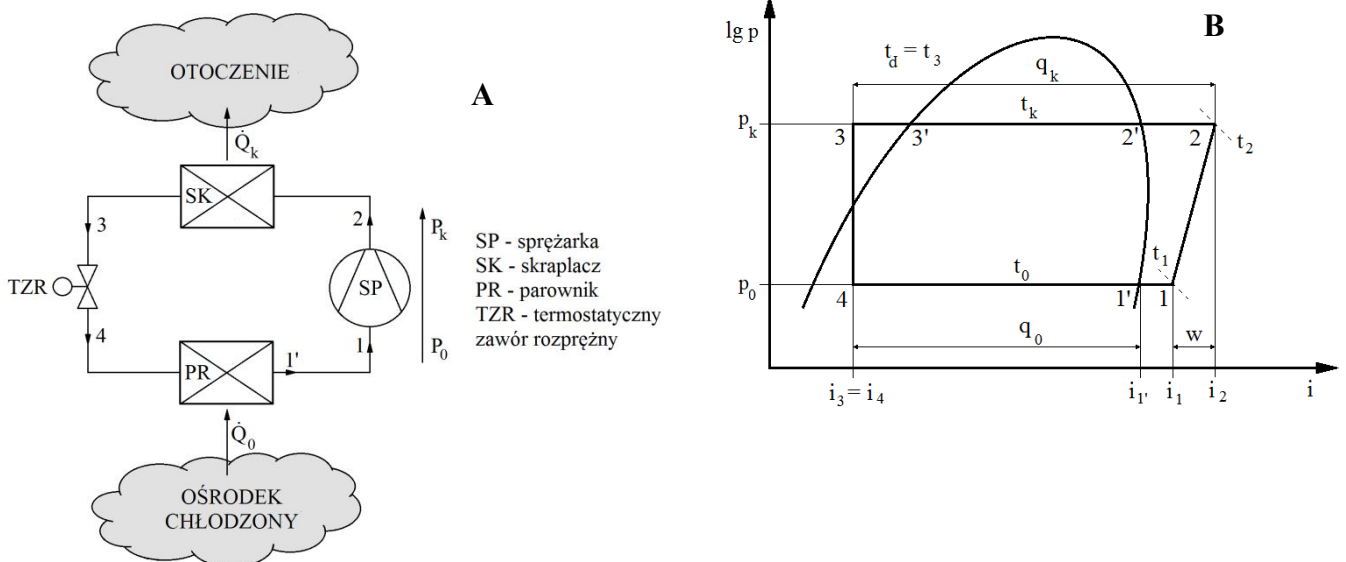 A
OTOCZENIE
Q̇k
SK
3
2
Pk
TZR
SP
SP - sprężarka
SK - skraplacz
PR - parownik
TZR - termostatyczny
zawór rozprężny
4
1
P0
PR
1'
Q̇0
OŚRODEK
CHŁODZONY
B
lg p
td = t3
qk
tk
pk
3
3'
2'
2
t2
t1
t0
p0
4
1'
1
q0
w
i3 = i4
i1'
i1
i2
i